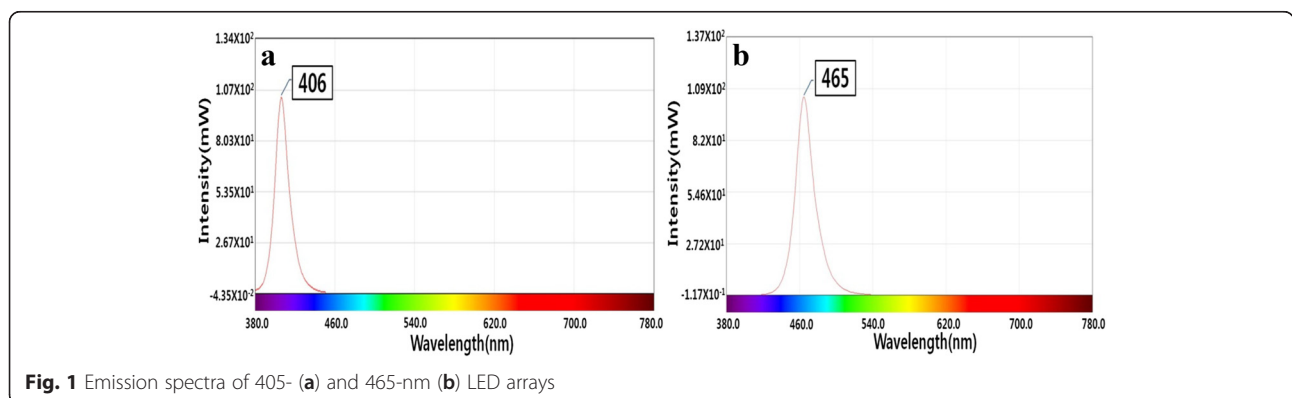 a
406
1.34X10²
1.07X10²
8.03X10¹
5.35X10¹
2.67X10¹
-4.35X10⁻²
Intensity(mW)
380.0 460.0 540.0 620.0 700.0 780.0
Wavelength(nm)
b
465
1.37X10²
1.09X10²
8.2X10¹
5.46X10¹
2.72X10¹
-1.17X10⁻¹
Intensity(mW)
380.0 460.0 540.0 620.0 700.0 780.0
Wavelength(nm)
Fig. 1 Emission spectra of 405- (a) and 465-nm (b) LED arrays